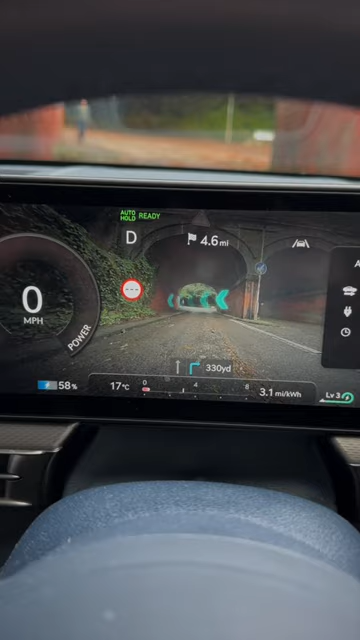 AUTO
HOLD READY
D
4.6 mi
0
MPH
POWER
330yd
58%
17°C
0 4 8
3.1 mi/kWh
Lv 3